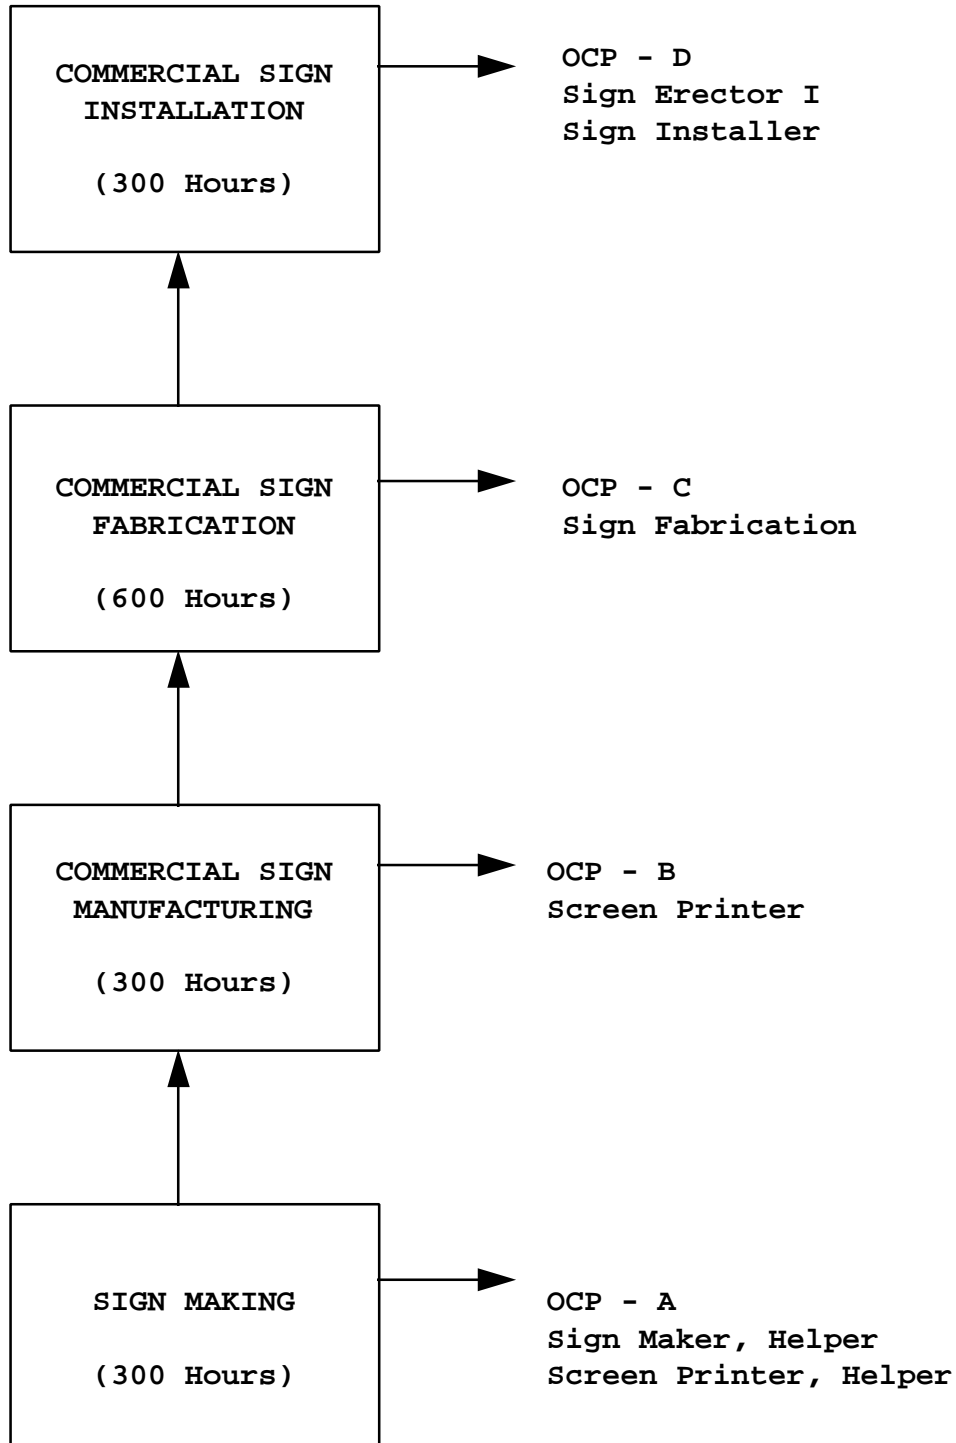 COMMERCIAL SIGN
INSTALLATION
(300 Hours)
OCP - D
Sign Erector I
Sign Installer
COMMERCIAL SIGN
FABRICATION
(600 Hours)
OCP - C
Sign Fabrication
COMMERCIAL SIGN
MANUFACTURING
(300 Hours)
OCP - B
Screen Printer
SIGN MAKING
(300 Hours)
OCP - A
Sign Maker, Helper
Screen Printer, Helper